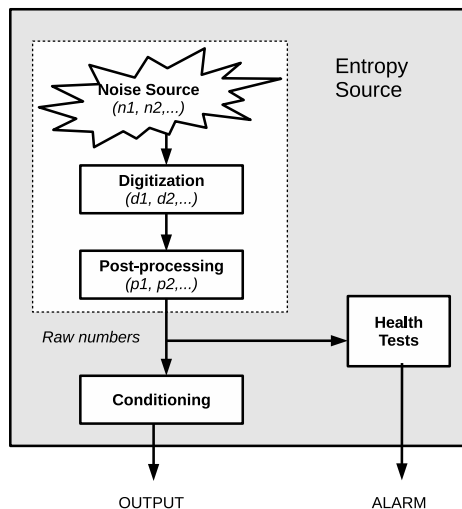 Entropy
Source
Noise Source
(n1, n2,...)
Digitization
(d1, d2,...)
Post-processing
(p1, p2,...)
Raw numbers
Health
Tests
Conditioning
OUTPUT
ALARM